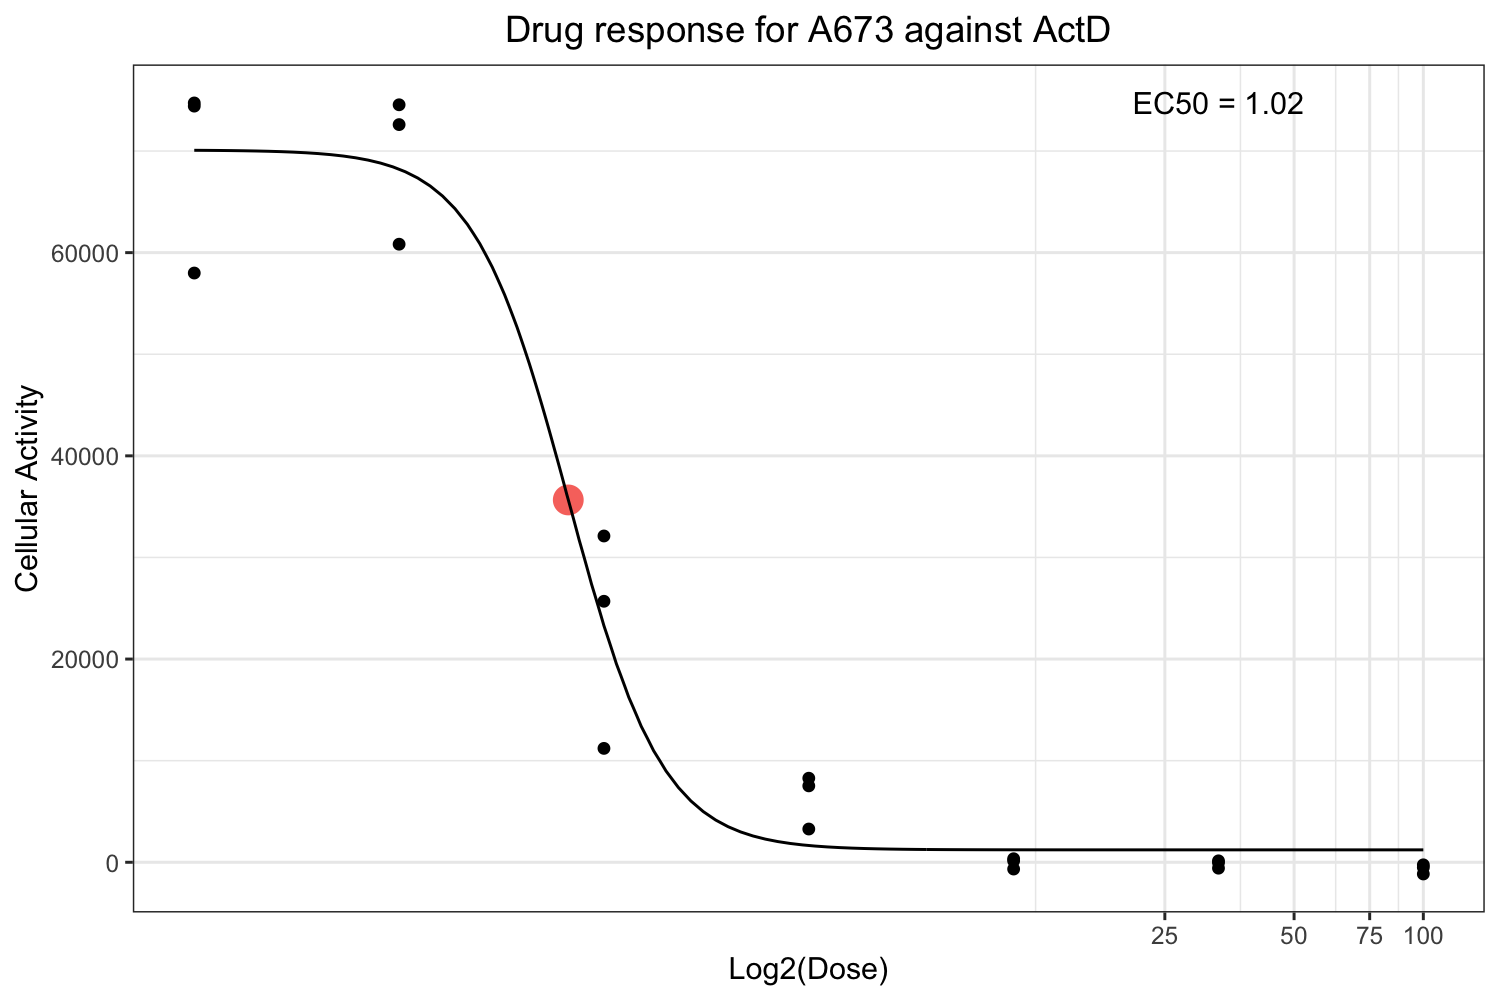 Drug response for A673 against ActD
EC50 = 1.02
Cellular Activity
60000
40000
20000
0
25 50 75 100
Log2(Dose)